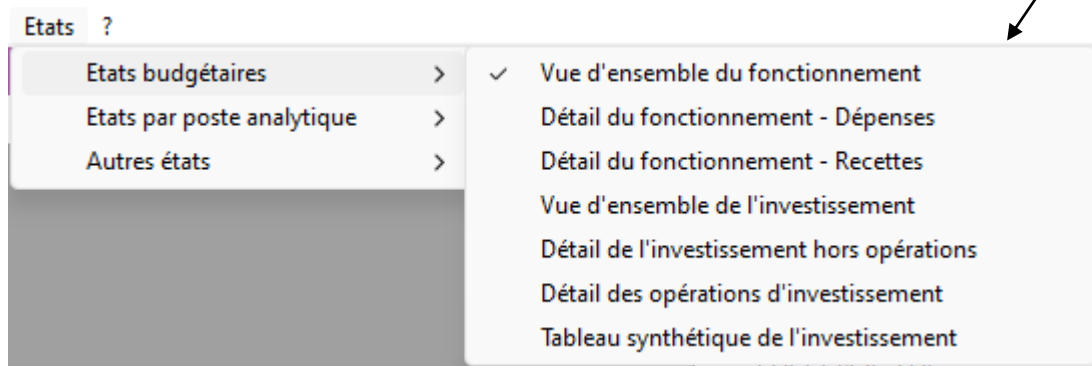 Etats ?
Etats budgétaires
Etats par poste analytique
Autres états
Vue d'ensemble du fonctionnement
Détail du fonctionnement - Dépenses
Détail du fonctionnement - Recettes
Vue d'ensemble de l'investissement
Détail de l'investissement hors opérations
Détail des opérations d'investissement
Tableau synthétique de l'investissement